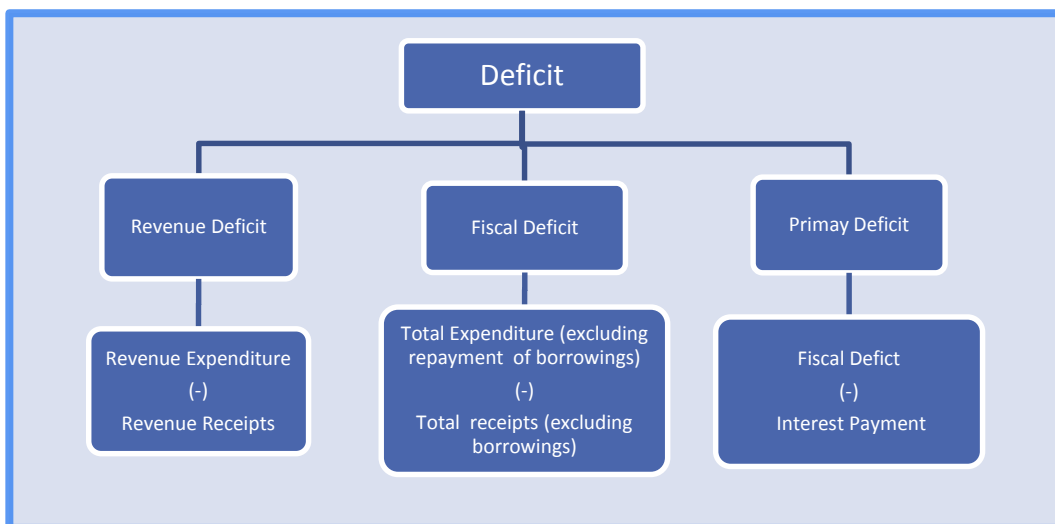 Deficit
Revenue Deficit
Fiscal Deficit
Primay Deficit
Revenue Expenditure
(-)
Revenue Receipts
Total Expenditure (excluding
repayment of borrowings)
(-)
Total receipts (excluding
borrowings)
Fiscal Defict
(-)
Interest Payment